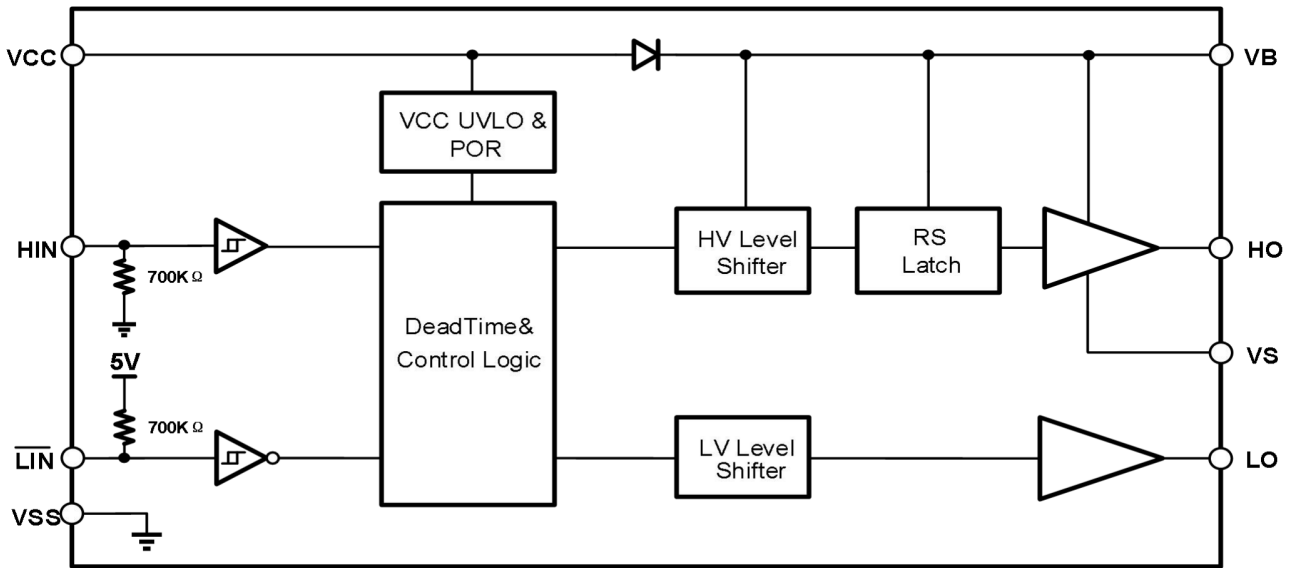 VCC
VB
VCC UVLO &
POR
HIN
700K Ω
HV Level
Shifter
RS
Latch
HO
DeadTime&
Control Logic
5V
VS
700K Ω
L̅I̅N̅
LV Level
Shifter
LO
VSS